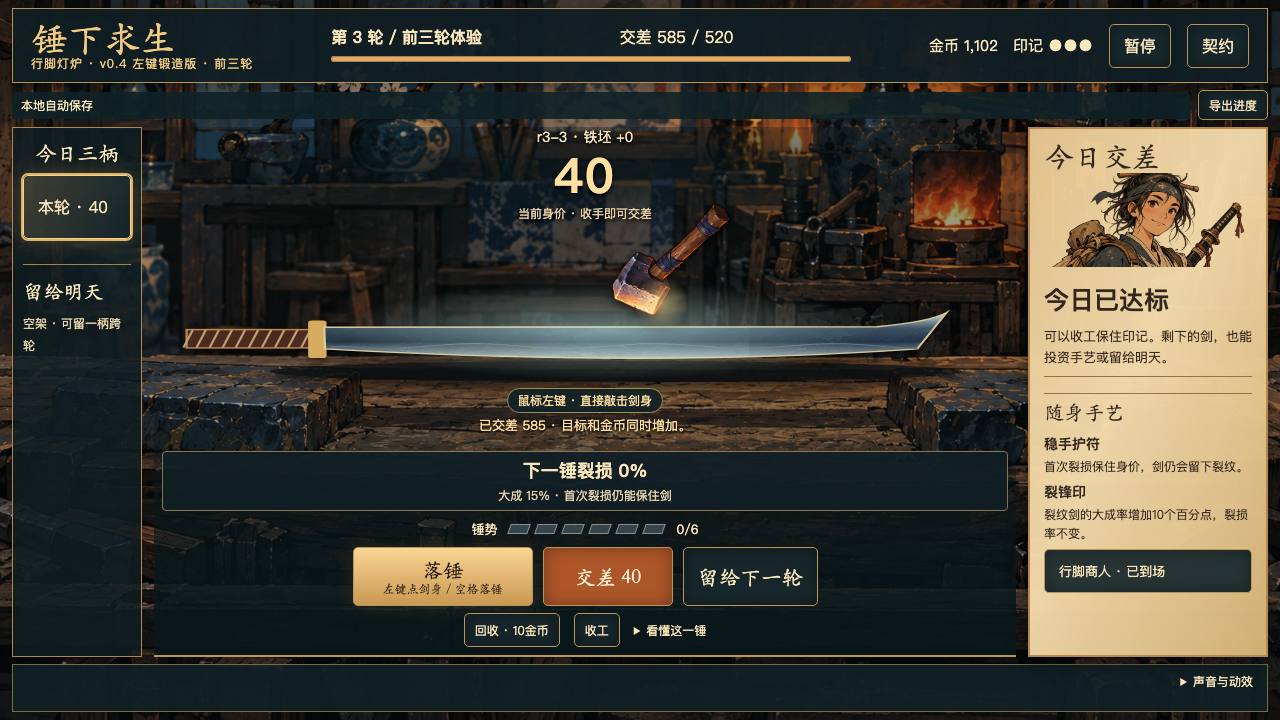 锤下求生
行脚灯炉 · v0.4 左键锻造版 · 前三轮
第 3 轮 / 前三轮体验
交差 585 / 520
金币 1,102
印记
暂停
契约
本地自动保存
导出进度
今日三柄
本轮 · 40
留给明天
空架 · 可留一柄跨
轮
r3-3 · 铁坯 +0
40
当前身价 · 收手即可交差
鼠标左键 · 直接敲击剑身
已交差 585 · 目标和金币同时增加。
下一锤裂损 0%
大成 15% · 首次裂损仍能保住剑
锤势
0/6
落锤
左键点剑身 / 空格落锤
交差 40
留给下一轮
回收 · 10金币
收工
▸ 看懂这一锤
今日交差
今日已达标
可以收工保住印记。剩下的剑，也能
投资手艺或留给明天。
随身手艺
稳手护符
首次裂损保住身价，剑仍会留下裂纹。
裂锋印
裂纹剑的大成率增加10个百分点，裂损
率不变。
行脚商人 · 已到场
▸ 声音与动效